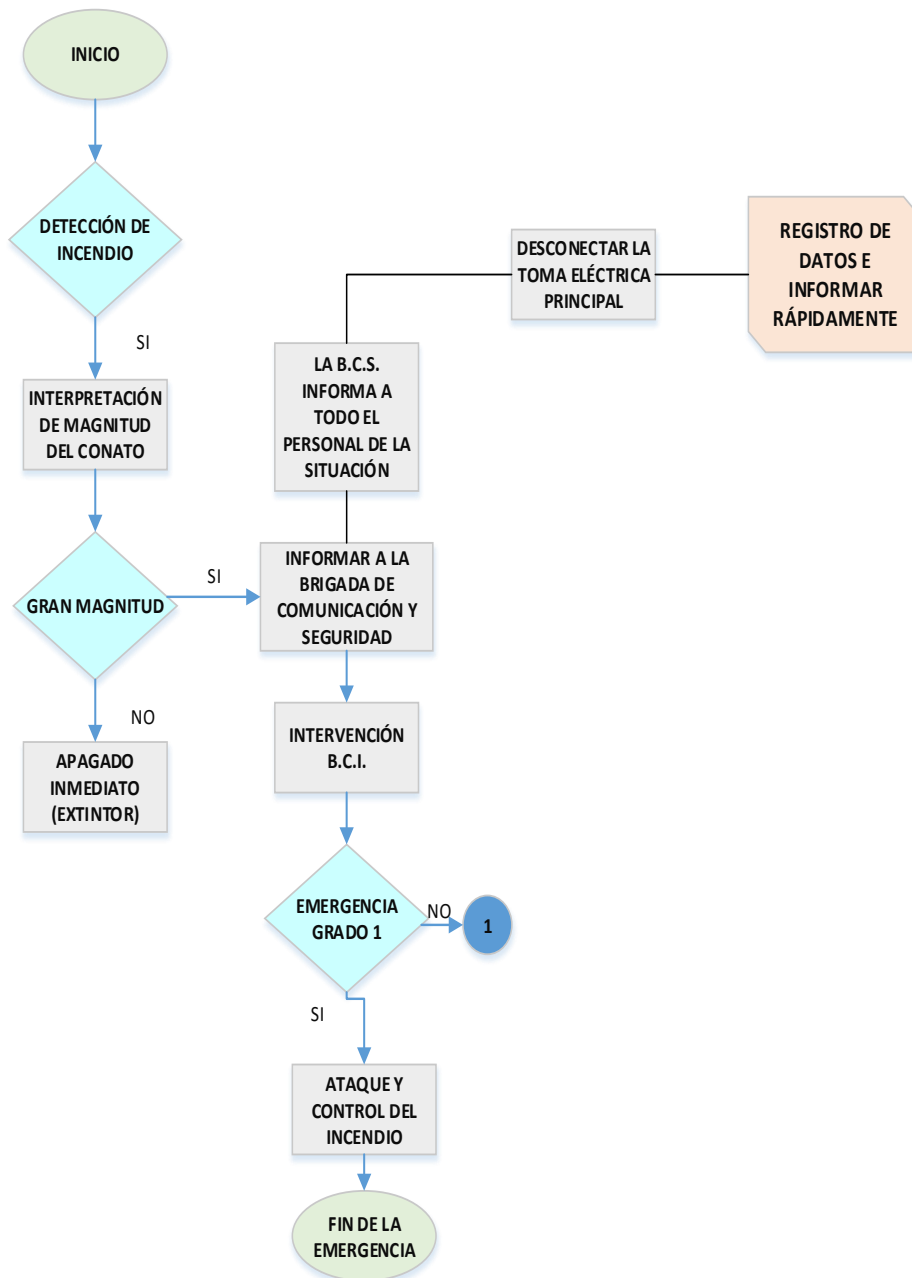 INICIO
DETECCIÓN DE
INCENDIO
SI
INTERPRETACIÓN
DE MAGNITUD
DEL CONATO
GRAN MAGNITUD
SI
NO
APAGADO
INMEDIATO
(EXTINTOR)
REGISTRO DE
DATOS E
INFORMAR
RÁPIDAMENTE
DESCONECTAR LA
TOMA ELÉCTRICA
PRINCIPAL
LA B.C.S.
INFORMA A
TODO EL
PERSONAL DE LA
SITUACIÓN
INFORMAR A LA
BRIGADA DE
COMUNICACIÓN Y
SEGURIDAD
INTERVENCIÓN
B.C.I.
EMERGENCIA
GRADO 1
NO
1
SI
ATAQUE Y
CONTROL DEL
INCENDIO
FIN DE LA
EMERGENCIA